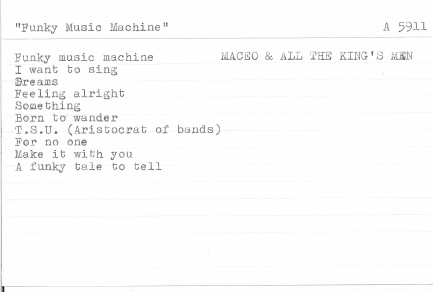 "Funky Music Machine" A 5911
Funky music machine MACEO & ALL THE KING'S MEN
I want to sing
Dreams
Feeling alright
Something
Born to wander
T.S.U. (Aristocrat of bands)
For no one
Make it with you
A funky tale to tell